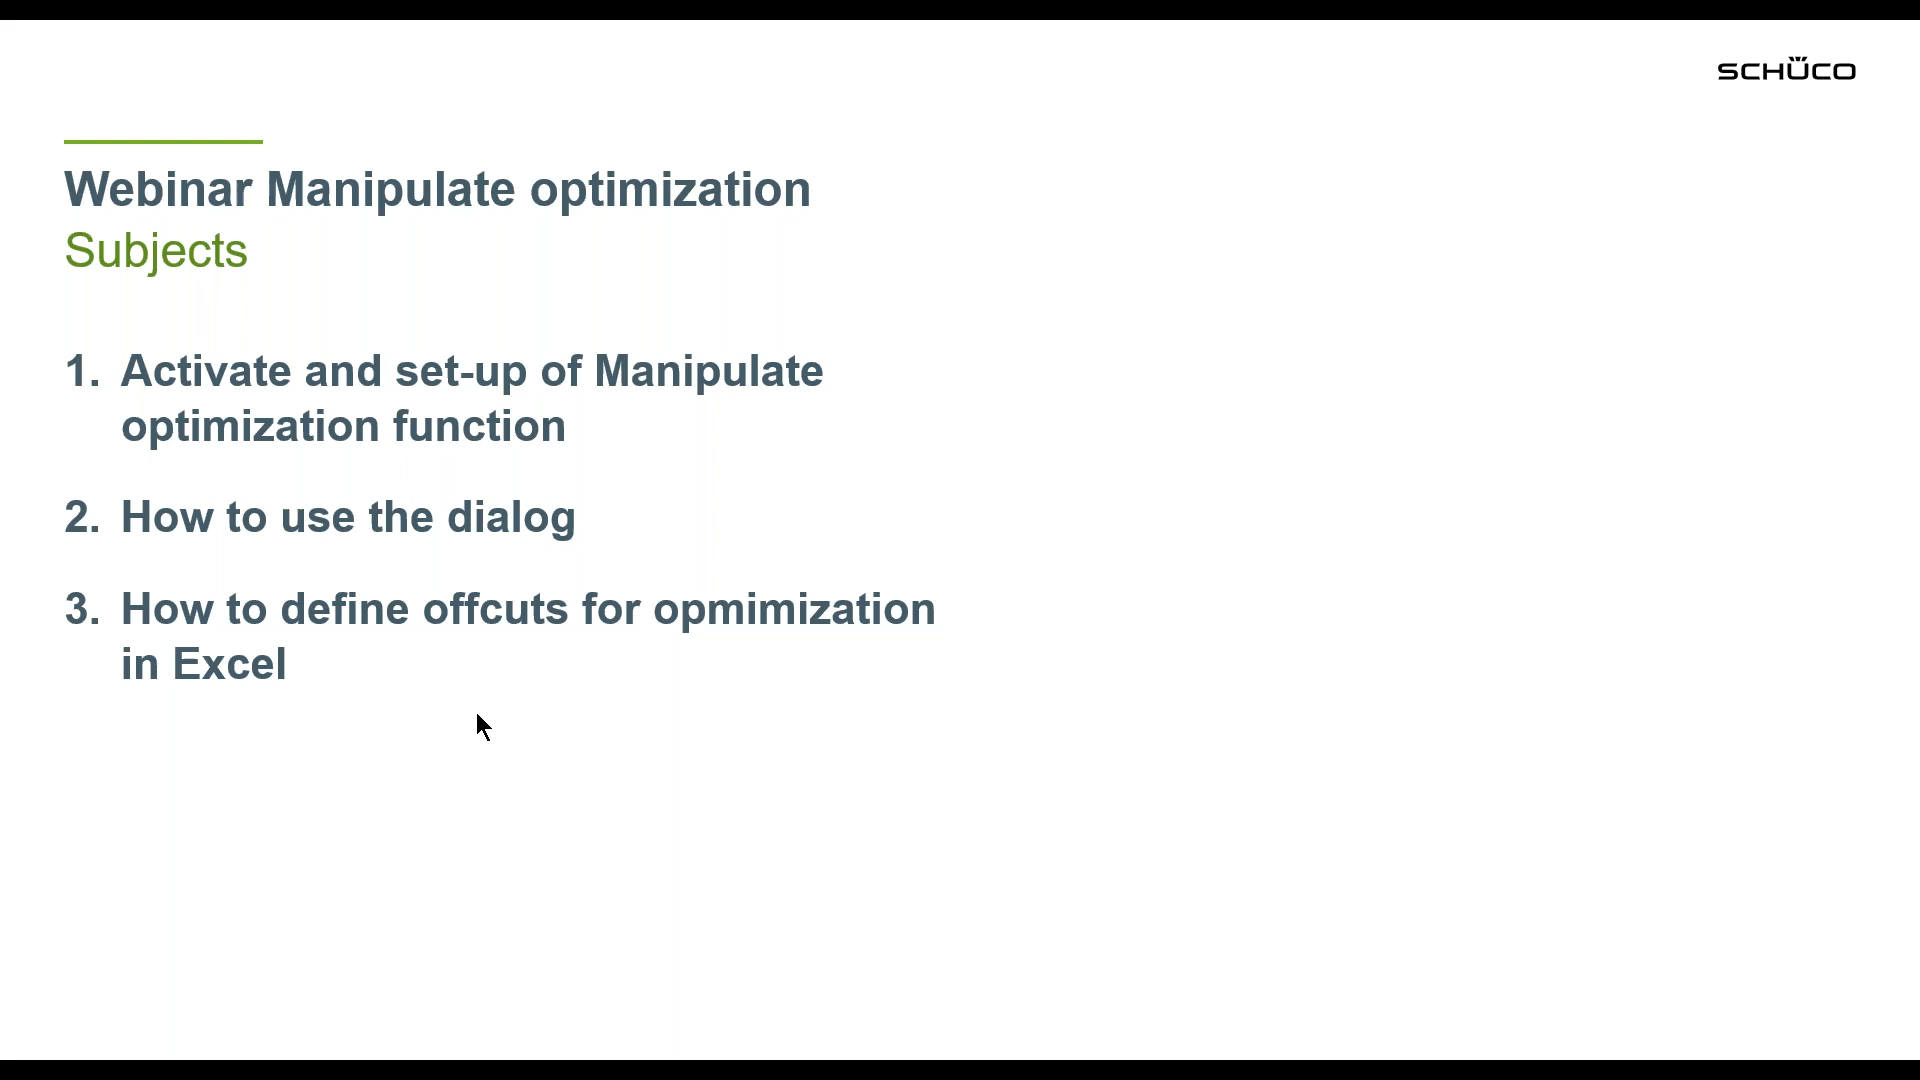 SCHÜCO
Webinar Manipulate optimization
Subjects
1. Activate and set-up of Manipulate
optimization function
2. How to use the dialog
3. How to define offcuts for opmimization
in Excel